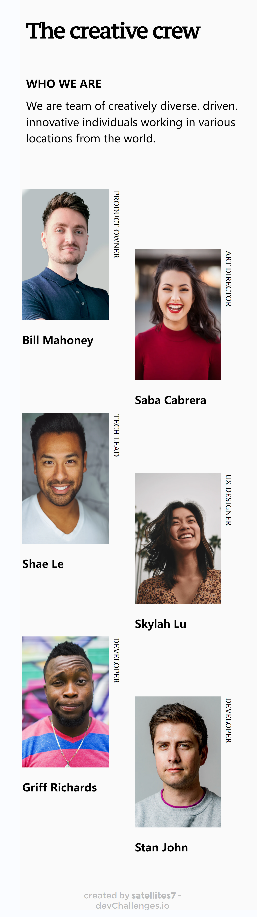 The creative crew
WHO WE ARE
We are team of creatively diverse. driven.
innovative individuals working in various
locations from the world.
PRODUCT OWNER
Bill Mahoney
ART DIRECTOR
Saba Cabrera
TECH LEAD
Shae Le
UX DESIGNER
Skylah Lu
DEVELOPER
Griff Richards
DEVELOPER
Stan John
created by satellites7 -
devChallenges.io